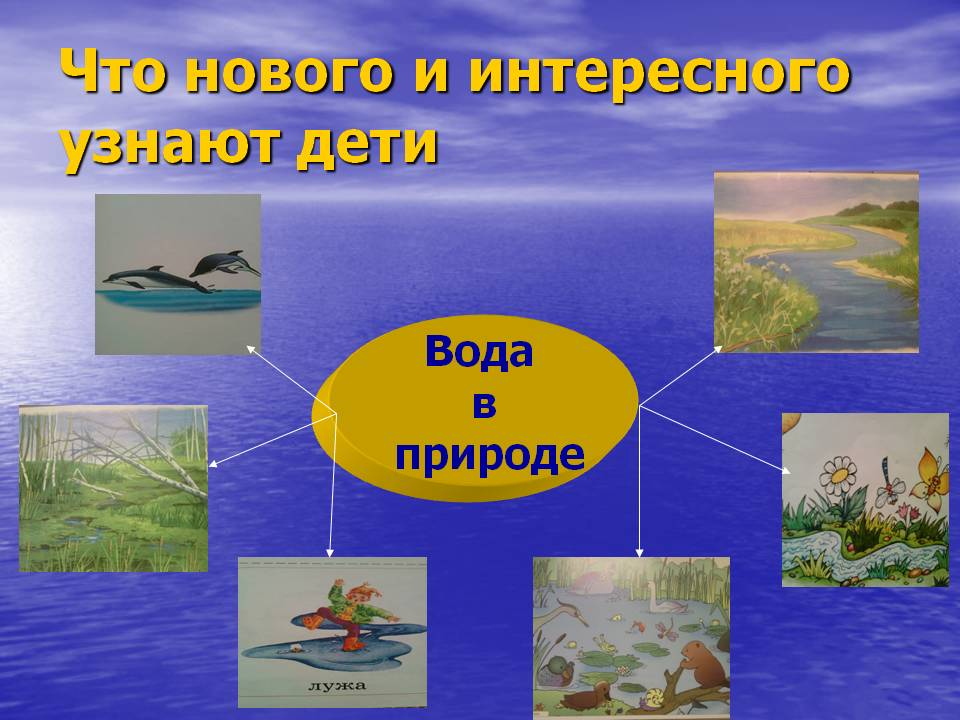 Что нового и интересного
узнают дети
Вода
в
природе
лужа